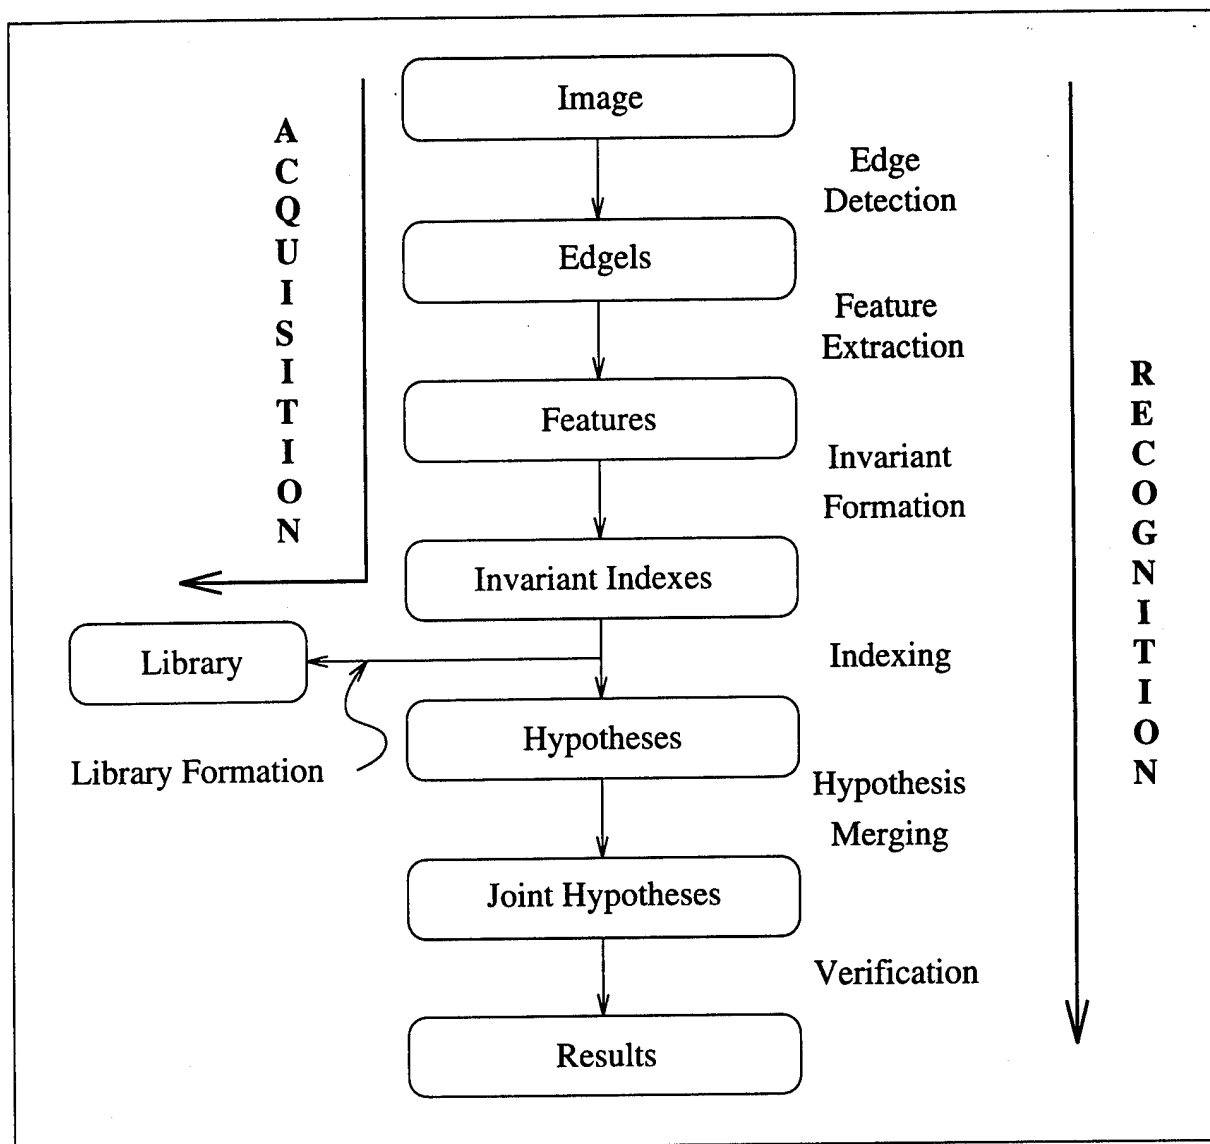 Image
ACQUISITION
Edge
Detection
Edgels
Feature
Extraction
Features
Invariant
Formation
Invariant Indexes
RECOGNITION
Library
Indexing
Hypotheses
Library Formation
Hypothesis
Merging
Joint Hypotheses
Verification
Results